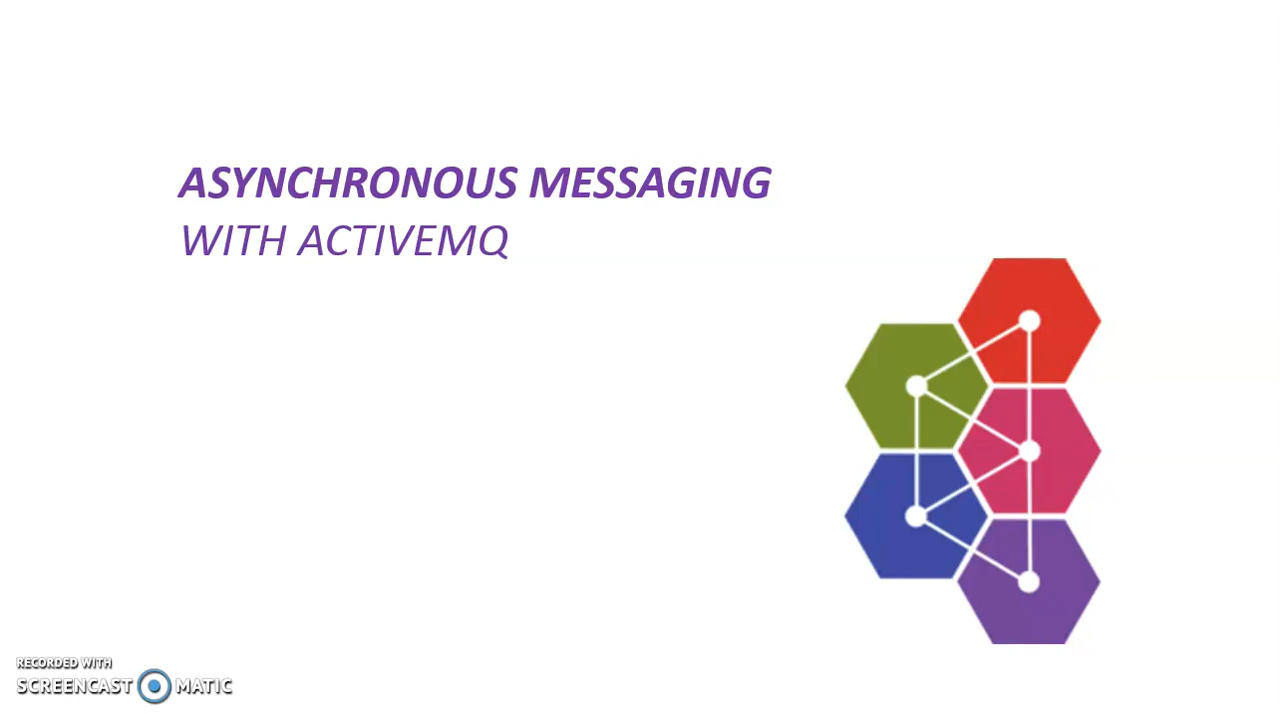 ASYNCHRONOUS MESSAGING
WITH ACTIVEMQ
RECORDED WITH
SCREENCAST MATIC